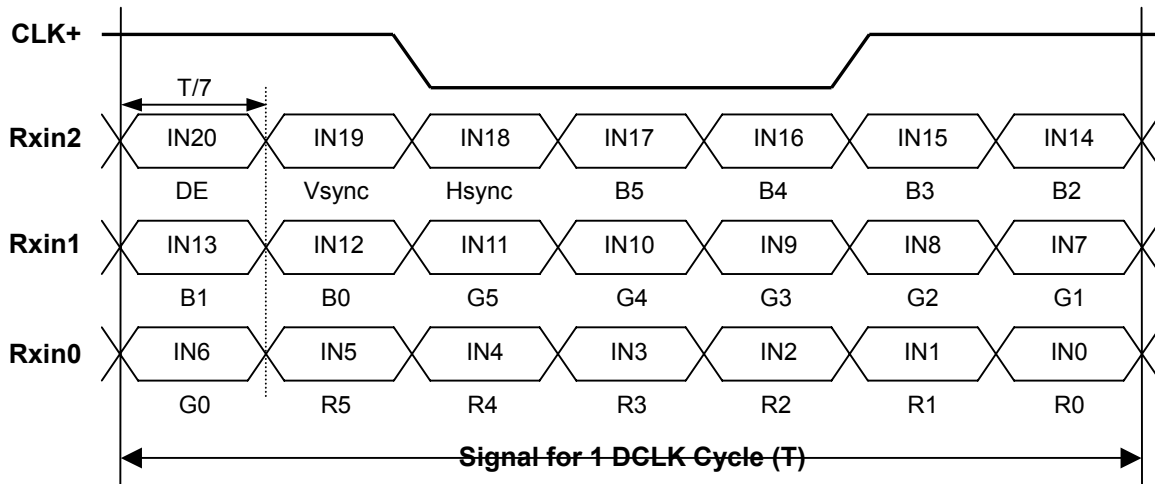 CLK+
T/7
Rxin2 IN20 IN19 IN18 IN17 IN16 IN15 IN14
DE Vsync Hsync B5 B4 B3 B2
Rxin1 IN13 IN12 IN11 IN10 IN9 IN8 IN7
B1 B0 G5 G4 G3 G2 G1
Rxin0 IN6 IN5 IN4 IN3 IN2 IN1 IN0
G0 R5 R4 R3 R2 R1 R0
Signal for 1 DCLK Cycle (T)